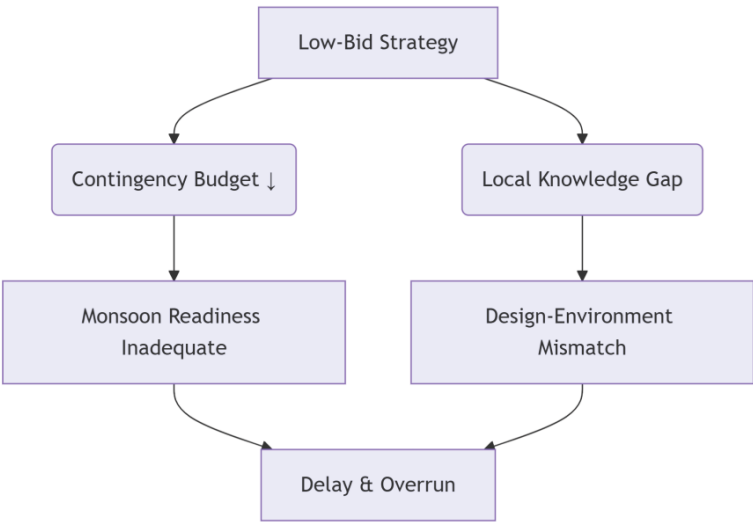 Low-Bid Strategy
Contingency Budget ↓
Local Knowledge Gap
Monsoon Readiness
Inadequate
Design-Environment
Mismatch
Delay & Overrun